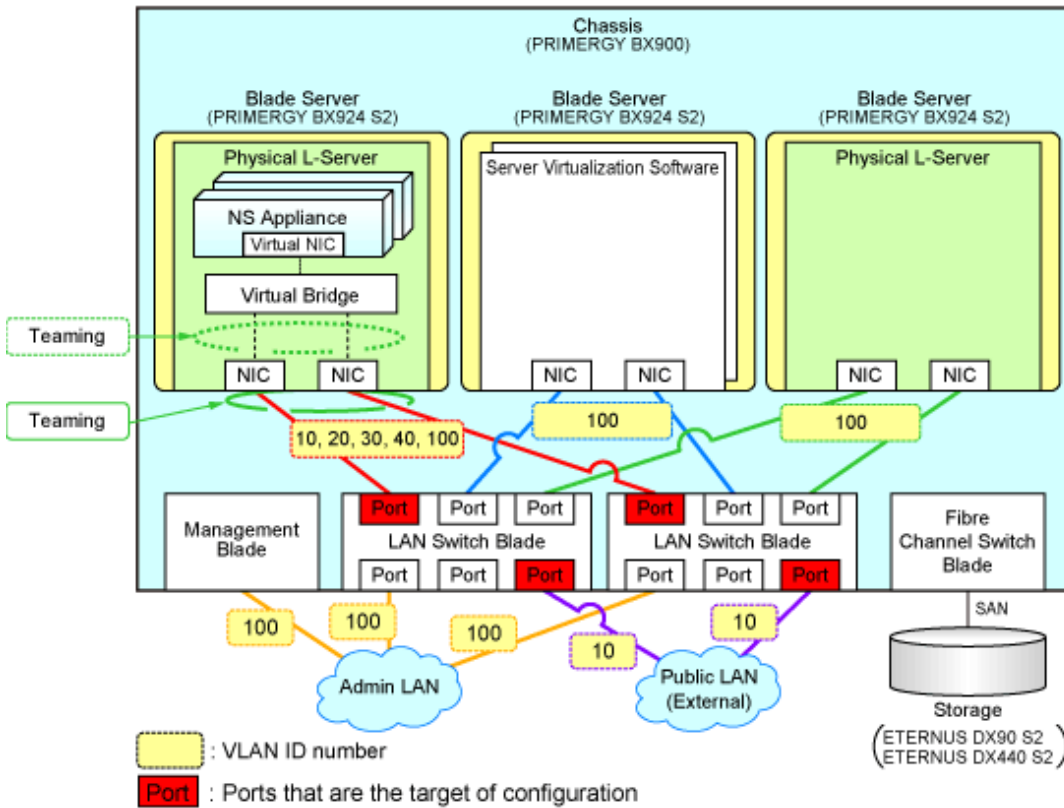 Chassis
(PRIMERGY BX900)
Blade Server
(PRIMERGY BX924 S2)
Blade Server
(PRIMERGY BX924 S2)
Blade Server
(PRIMERGY BX924 S2)
Physical L-Server
Server Virtualization Software
Physical L-Server
NS Appliance
Virtual NIC
Virtual Bridge
Teaming
NIC
NIC
NIC
NIC
NIC
NIC
Teaming
10, 20, 30, 40, 100
100
100
Management
Blade
Port
Port
Port
LAN Switch Blade
Port
Port
Port
Port
Port
Port
LAN Switch Blade
Port
Port
Port
Fibre
Channel Switch
Blade
100
100
100
10
10
SAN
Admin LAN
Public LAN
(External)
Storage
(ETERNUS DX90 S2
ETERNUS DX440 S2)
: VLAN ID number
Port : Ports that are the target of configuration